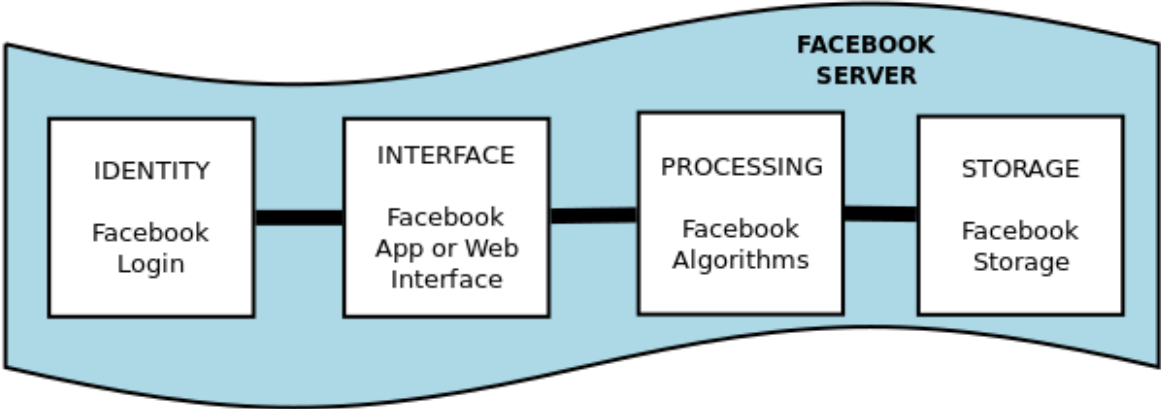 FACEBOOK
SERVER
IDENTITY
Facebook
Login
INTERFACE
Facebook
App or Web
Interface
PROCESSING
Facebook
Algorithms
STORAGE
Facebook
Storage